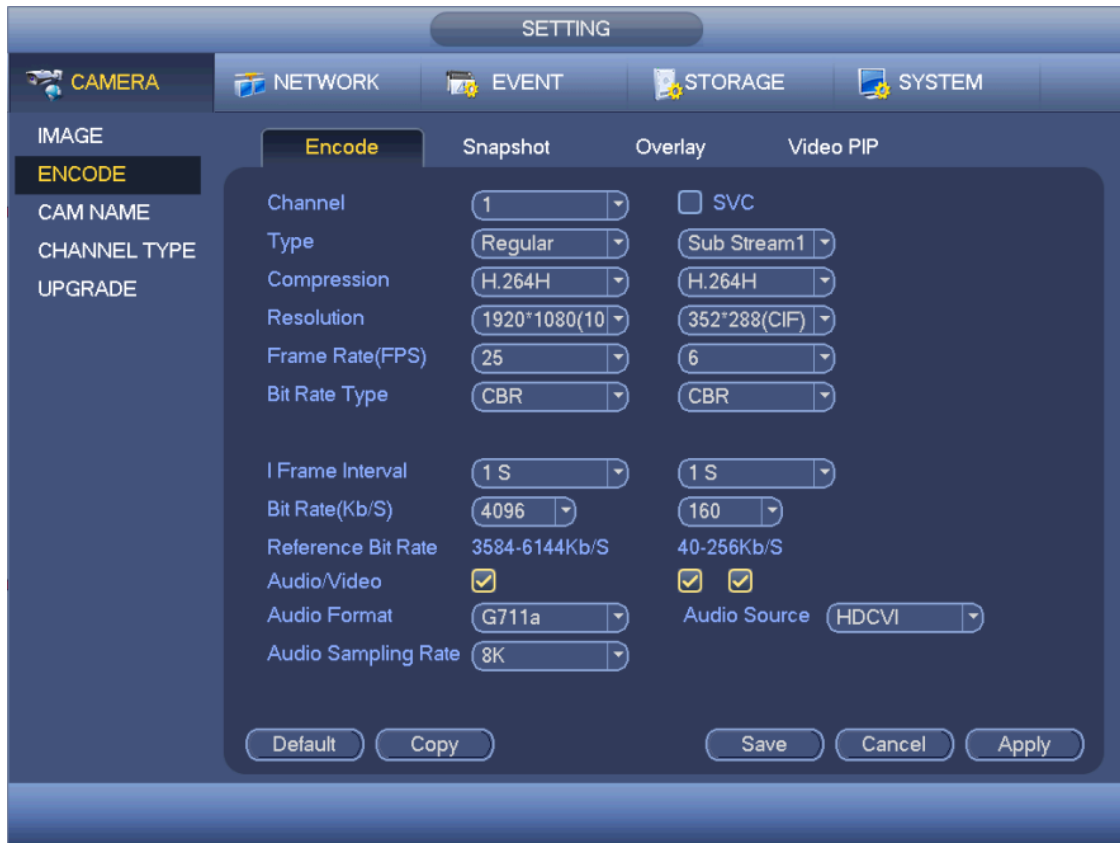 SETTING
CAMERA NETWORK EVENT STORAGE SYSTEM
IMAGE
ENCODE
CAM NAME
CHANNEL TYPE
UPGRADE
Encode Snapshot Overlay Video PIP
Channel 1 SVC
Type Regular Sub Stream1
Compression H.264H H.264H
Resolution 1920*1080(10 352*288(CIF)
Frame Rate(FPS) 25 6
Bit Rate Type CBR CBR
I Frame Interval 1 S 1 S
Bit Rate(Kb/S) 4096 160
Reference Bit Rate 3584-6144Kb/S 40-256Kb/S
Audio/Video
Audio Format G711a Audio Source HDCVI
Audio Sampling Rate 8K
Default Copy Save Cancel Apply